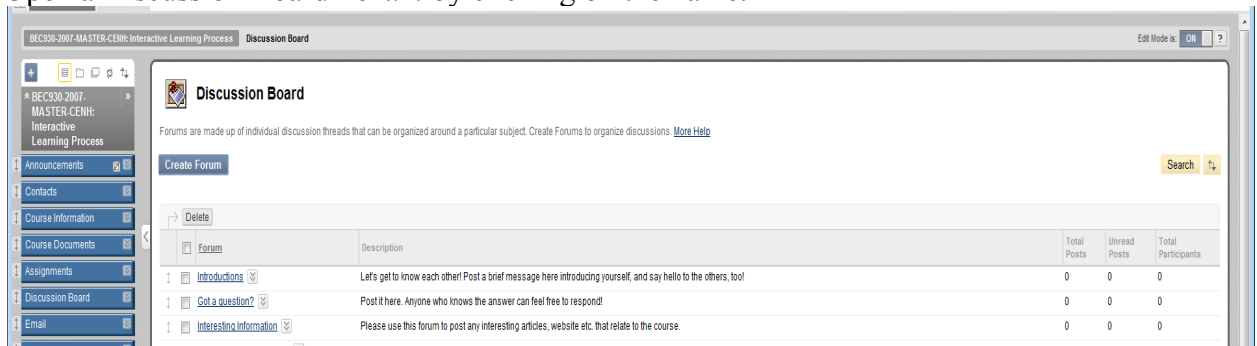 BEC930-2007-MASTER-CENH: Interactive Learning Process Discussion Board Edit Mode is: ON ?
BEC930-2007-
MASTER-CENH:
Interactive
Learning Process
Announcements
Contacts
Course Information
Course Documents
Assignments
Discussion Board
Email
Discussion Board
Forums are made up of individual discussion threads that can be organized around a particular subject. Create Forums to organize discussions. More Help
Create Forum Search
Delete
Forum Description Total Posts Unread Posts Total Participants
Introductions Let's get to know each other! Post a brief message here introducing yourself, and say hello to the others, too! 0 0 0
Got a question? Post it here. Anyone who knows the answer can feel free to respond! 0 0 0
Interesting Information Please use this forum to post any interesting articles, website etc. that relate to the course. 0 0 0